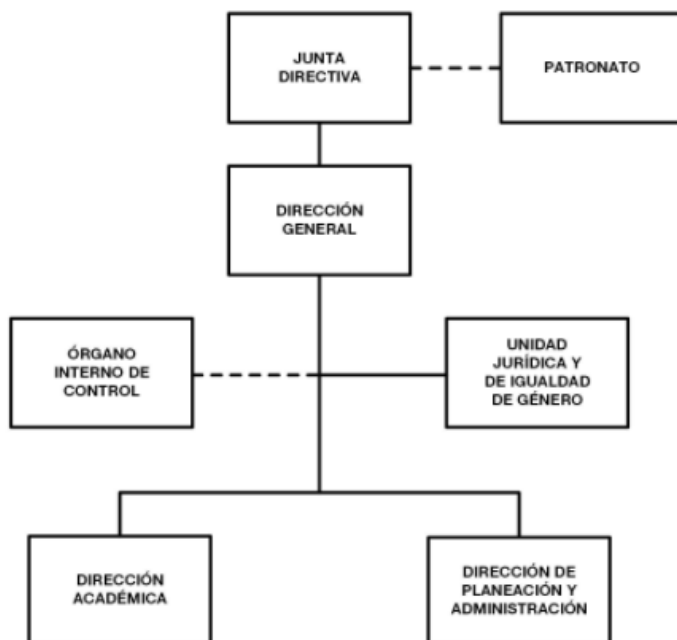 JUNTA
DIRECTIVA
PATRONATO
DIRECCIÓN
GENERAL
ÓRGANO
INTERNO DE
CONTROL
UNIDAD
JURÍDICA Y
DE IGUALDAD
DE GÉNERO
DIRECCIÓN
ACADÉMICA
DIRECCIÓN DE
PLANEACIÓN Y
ADMINISTRACIÓN